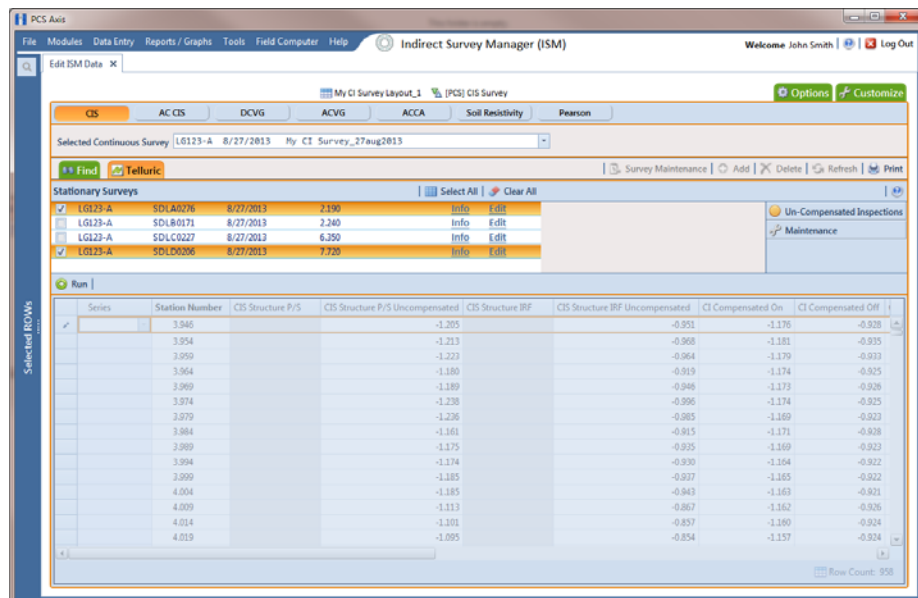 PCS Axis
File Modules Data Entry Reports / Graphs Tools Field Computer Help Indirect Survey Manager (ISM) Welcome John Smith Log Out
Edit ISM Data
My CI Survey Layout_1 [PCS] CIS Survey Options Customize
CIS AC CIS DCVG ACVG ACCA Soil Resistivity Pearson
Selected Continuous Survey LG123-A 8/27/2013 My CI Survey_27aug2013
Find Telluric Survey Maintenance Add Delete Refresh Print
Stationary Surveys Select All Clear All
LG123-A SDLA0276 8/27/2013 2.190 Info Edit Un-Compensated Inspections
LG123-A SDLB0171 8/27/2013 2.240 Info Edit Maintenance
LG123-A SDLC0227 8/27/2013 6.350 Info Edit
LG123-A SDLD0206 8/27/2013 7.720 Info Edit
Run
Selected ROWs
Series Station Number CIS Structure P/S CIS Structure P/S Uncompensated CIS Structure IRF CIS Structure IRF Uncompensated CI Compensated On CI Compensated Off
3.946 -1.205 -0.951 -1.176 -0.928
3.954 -1.213 -0.968 -1.181 -0.935
3.959 -1.223 -0.964 -1.179 -0.933
3.964 -1.180 -0.919 -1.174 -0.925
3.969 -1.189 -0.946 -1.173 -0.926
3.974 -1.238 -0.996 -1.174 -0.925
3.979 -1.236 -0.985 -1.169 -0.923
3.984 -1.161 -0.915 -1.171 -0.928
3.989 -1.175 -0.935 -1.169 -0.923
3.994 -1.174 -0.930 -1.164 -0.922
3.999 -1.185 -0.937 -1.165 -0.922
4.004 -1.185 -0.943 -1.163 -0.921
4.009 -1.113 -0.867 -1.162 -0.926
4.014 -1.101 -0.857 -1.160 -0.924
4.019 -1.095 -0.854 -1.157 -0.924
Row Count: 958